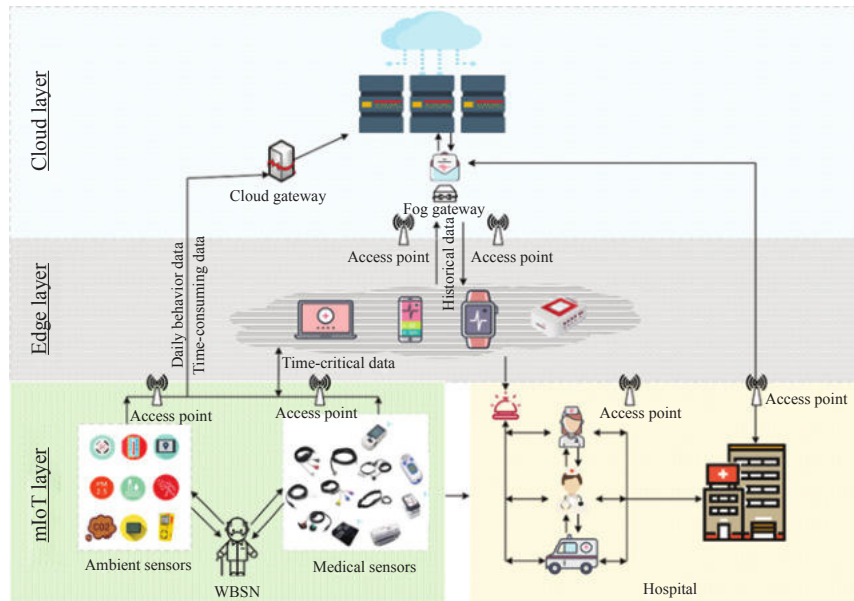 Cloud layer
Cloud gateway
Fog gateway
Access point
Access point
Historical data
Edge layer
Daily behavior data
Time-consuming data
Time-critical data
Access point
Access point
Access point
Access point
mIoT layer
PM
2.5
CO2
Ambient sensors
WBSN
Medical sensors
Hospital